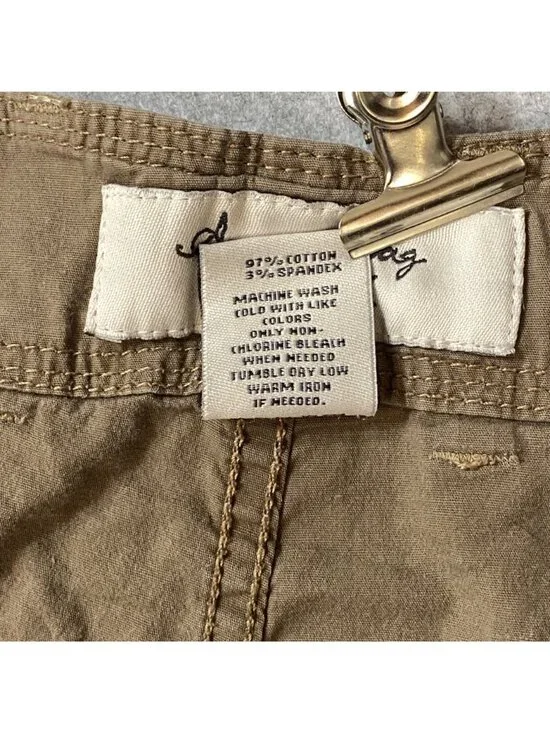 97% COTTON
3% SPANDEX
MACHINE WASH
COLD WITH LIKE
COLORS
ONLY NON-
CHLORINE BLEACH
WHEN NEEDED
TUMBLE DRY LOW
WARM IRON
IF NEEDED.